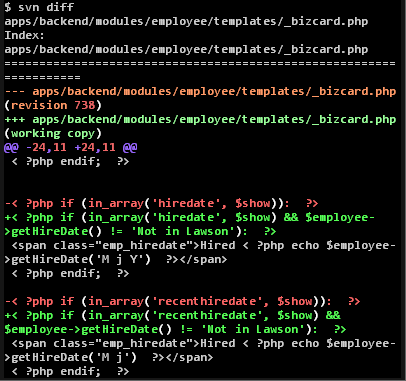 $ svn diff
apps/backend/modules/employee/templates/_bizcard.php
Index:
apps/backend/modules/employee/templates/_bizcard.php
========================================================
===========
--- apps/backend/modules/employee/templates/_bizcard.php
(revision 738)
+++ apps/backend/modules/employee/templates/_bizcard.php
(working copy)
@@ -24,11 +24,11 @@
< ?php endif;  ?>
-< ?php if (in_array('hiredate', $show)):  ?>
+< ?php if (in_array('hiredate', $show) && $employee-
>getHireDate() != 'Not in Lawson'):  ?>
<span class="emp_hiredate">Hired < ?php echo $employee-
>getHireDate('M j Y')  ?></span>
< ?php endif;  ?>
-< ?php if (in_array('recenthiredate', $show)):  ?>
+< ?php if (in_array('recenthiredate', $show) &&
$employee->getHireDate() != 'Not in Lawson'):  ?>
<span class="emp_hiredate">Hired < ?php echo $employee-
>getHireDate('M j')  ?></span>
< ?php endif;  ?>